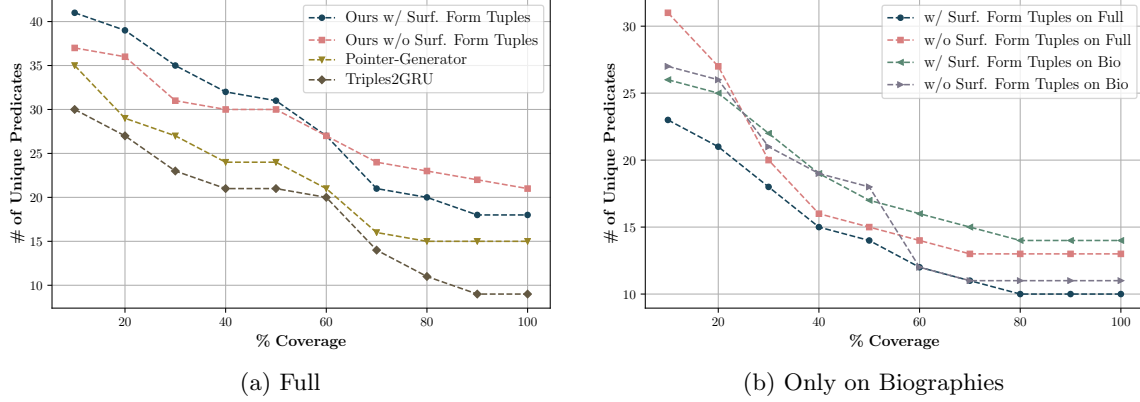 40
35
30
25
20
15
10
# of Unique Predicates
20
40
60
80
100
% Coverage
Ours w/ Surf. Form Tuples
Ours w/o Surf. Form Tuples
Pointer-Generator
Triples2GRU
(a) Full
30
25
20
15
10
# of Unique Predicates
20
40
60
80
100
% Coverage
w/ Surf. Form Tuples on Full
w/o Surf. Form Tuples on Full
w/ Surf. Form Tuples on Bio
w/o Surf. Form Tuples on Bio
(b) Only on Biographies